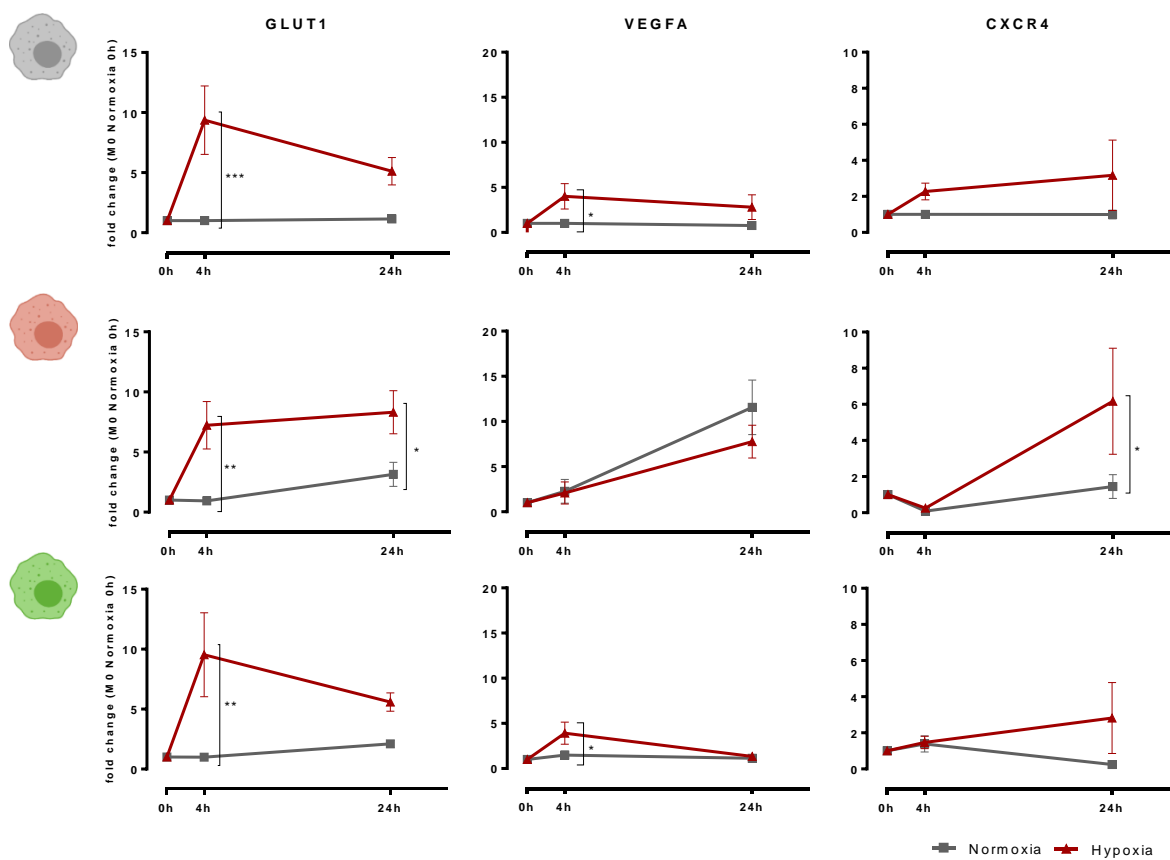 GLUT1 VEGFA CXCR4
fold change (M0 Normoxia 0h)
15 20 10
10 15 8
5 10 6
0 5 4
0 2
0
*** *
0h 4h 24h 0h 4h 24h 0h 4h 24h
fold change (M0 Normoxia 0h)
15 20 10
10 15 8
5 10 6
0 5 4
0 2
0
** * *
0h 4h 24h 0h 4h 24h 0h 4h 24h
fold change (M0 Normoxia 0h)
15 20 10
10 15 8
5 10 6
0 5 4
0 2
0
** *
0h 4h 24h 0h 4h 24h 0h 4h 24h
Normoxia Hypoxia